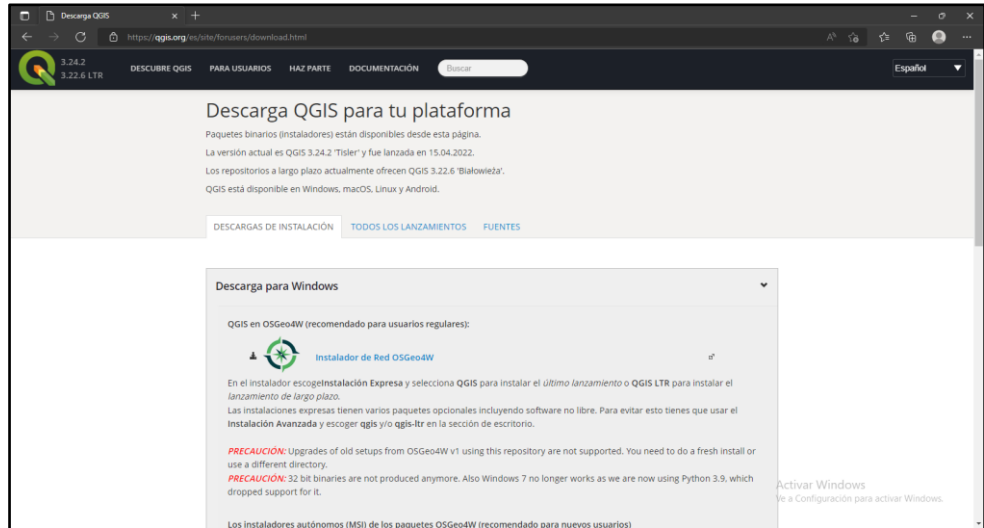 Descarga QGIS
https://qgis.org/es/site/forusers/download.html
3.24.2
3.22.6 LTR
DESCUBRE QGIS PARA USUARIOS HAZ PARTE DOCUMENTACIÓN Buscar Español
Descarga QGIS para tu plataforma
Paquetes binarios (instaladores) están disponibles desde esta página.
La versión actual es QGIS 3.24.2 'Tisler' y fue lanzada en 15.04.2022.
Los repositorios a largo plazo actualmente ofrecen QGIS 3.22.6 'Białowieża'.
QGIS está disponible en Windows, macOS, Linux y Android.
DESCARGAS DE INSTALACIÓN TODOS LOS LANZAMIENTOS FUENTES
Descarga para Windows
QGIS en OSGeo4W (recomendado para usuarios regulares):
Instalador de Red OSGeo4W
En el instalador escogeInstalación Expresa y selecciona QGIS para instalar el último lanzamiento o QGIS LTR para instalar el
lanzamiento de largo plazo.
Las instalaciones expresas tienen varios paquetes opcionales incluyendo software no libre. Para evitar esto tienes que usar el
Instalación Avanzada y escoger qgis y/o qgis-ltr en la sección de escritorio.
PRECAUCIÓN: Upgrades of old setups from OSGeo4W v1 using this repository are not supported. You need to do a fresh install or
use a different directory.
PRECAUCIÓN: 32 bit binaries are not produced anymore. Also Windows 7 no longer works as we are now using Python 3.9, which
dropped support for it.
Activar Windows
Ve a Configuración para activar Windows.
Los instaladores autónomos (MSI) de los paquetes OSGeo4W (recomendado para nuevos usuarios)